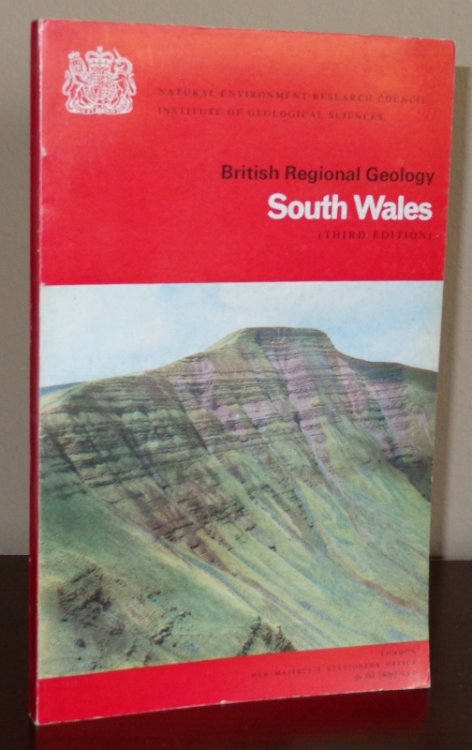 NATURAL ENVIRONMENT RESEARCH COUNCIL
INSTITUTE OF GEOLOGICAL SCIENCES
British Regional Geology
South Wales
(THIRD EDITION)
LONDON
HER MAJESTY'S STATIONERY OFFICE